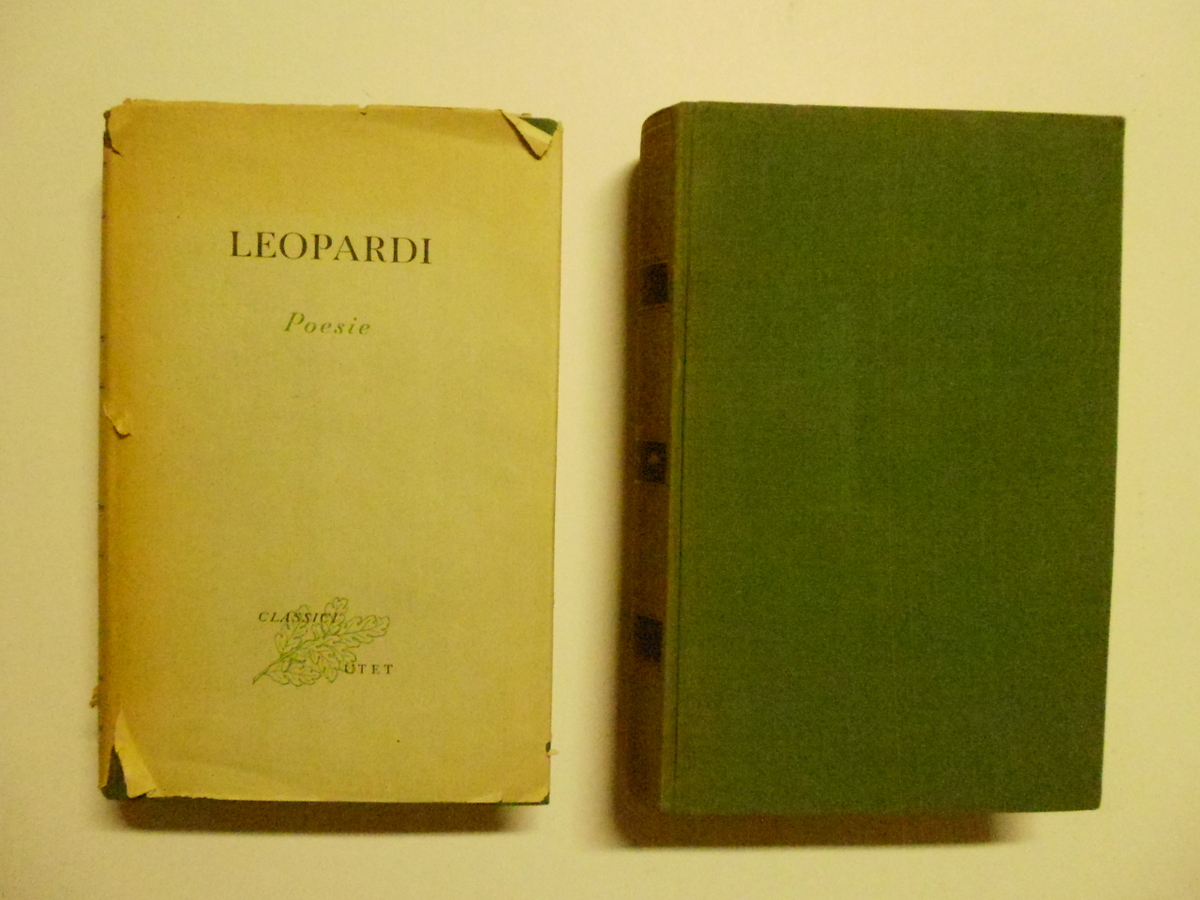 LEOPARDI
Poesie
CLASSICI
UTET